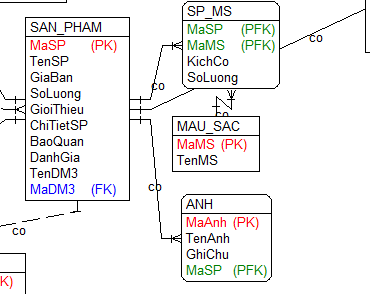 SP_MS
MaSP (PFK)
MaMS (PFK)
KichCo
SoLuong
SAN_PHAM
MaSP (PK)
TenSP
GiaBan
SoLuong
GioiThieu
ChiTietSP
BaoQuan
DanhGia
TenDM3
MaDM3 (FK)
co
co
co
MAU_SAC
MaMS (PK)
TenMS
co
ANH
MaAnh (PK)
TenAnh
GhiChu
MaSP (PFK)
co
K)